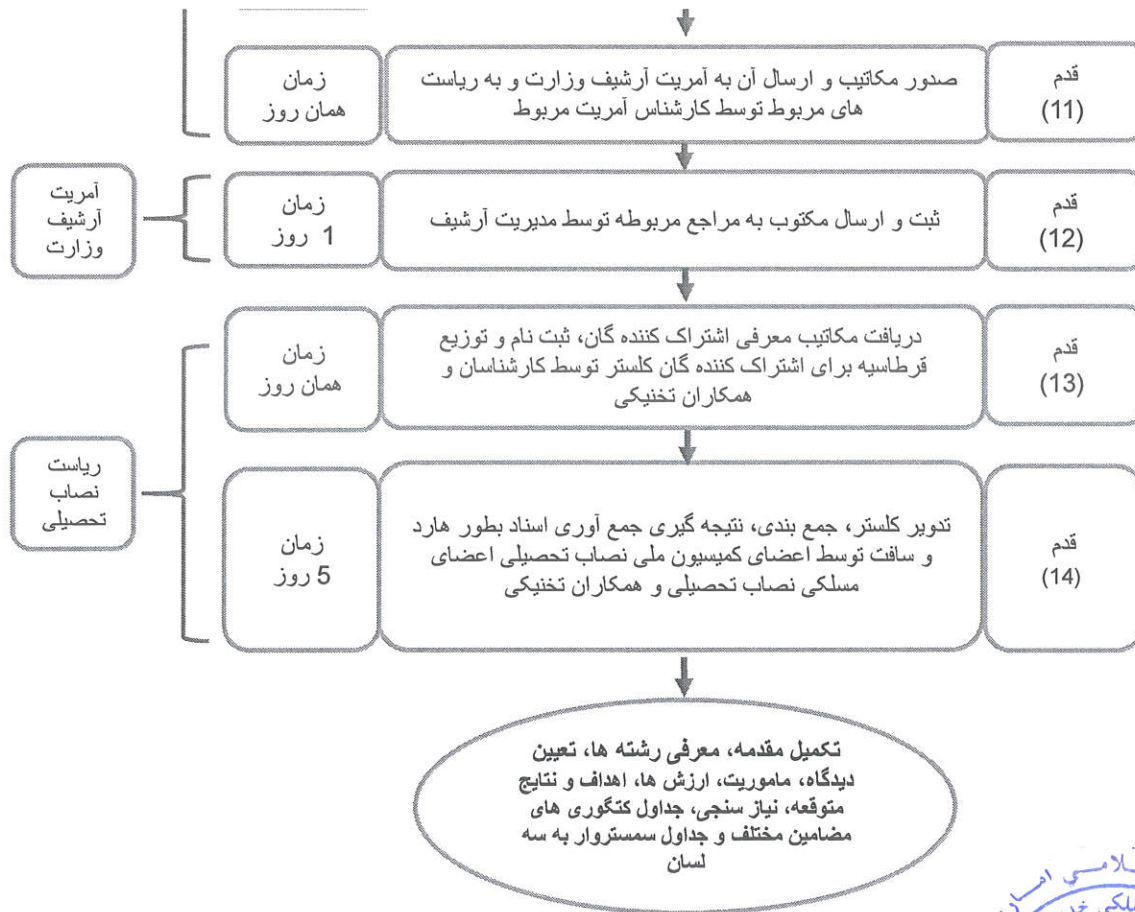 قدم
(11)
صدور مکاتیب و ارسال آن به آمریت آرشیف وزارت و به ریاست
های مربوط توسط کارشناس آمریت مربوط
زمان
همان روز
قدم
(12)
ثبت و ارسال مکتوب به مراجع مربوطه توسط مدیریت آرشیف
زمان
1 روز
آمریت
آرشیف
وزارت
قدم
(13)
دریافت مکاتیب معرفی اشتراک کننده گان، ثبت نام و توزیع
قرطاسیه برای اشتراک کننده گان کلستر توسط کارشناسان و
همکاران تخنیکی
زمان
همان روز
قدم
(14)
تدویر کلستر، جمع بندی، نتیجه گیری جمع آوری اسناد بطور هارد
و سافت توسط اعضای کمیسیون ملی نصاب تحصیلی اعضای
مسلکی نصاب تحصیلی و همکاران تخنیکی
زمان
5 روز
ریاست
نصاب
تحصیلی
تکمیل مقدمه، معرفی رشته ها، تعیین
دیدگاه، ماموریت، ارزش ها، اهداف و نتایج
متوقعه، نیاز سنجی، جداول کتگوری های
مضامین مختلف و جداول سمستروار به سه
لسان